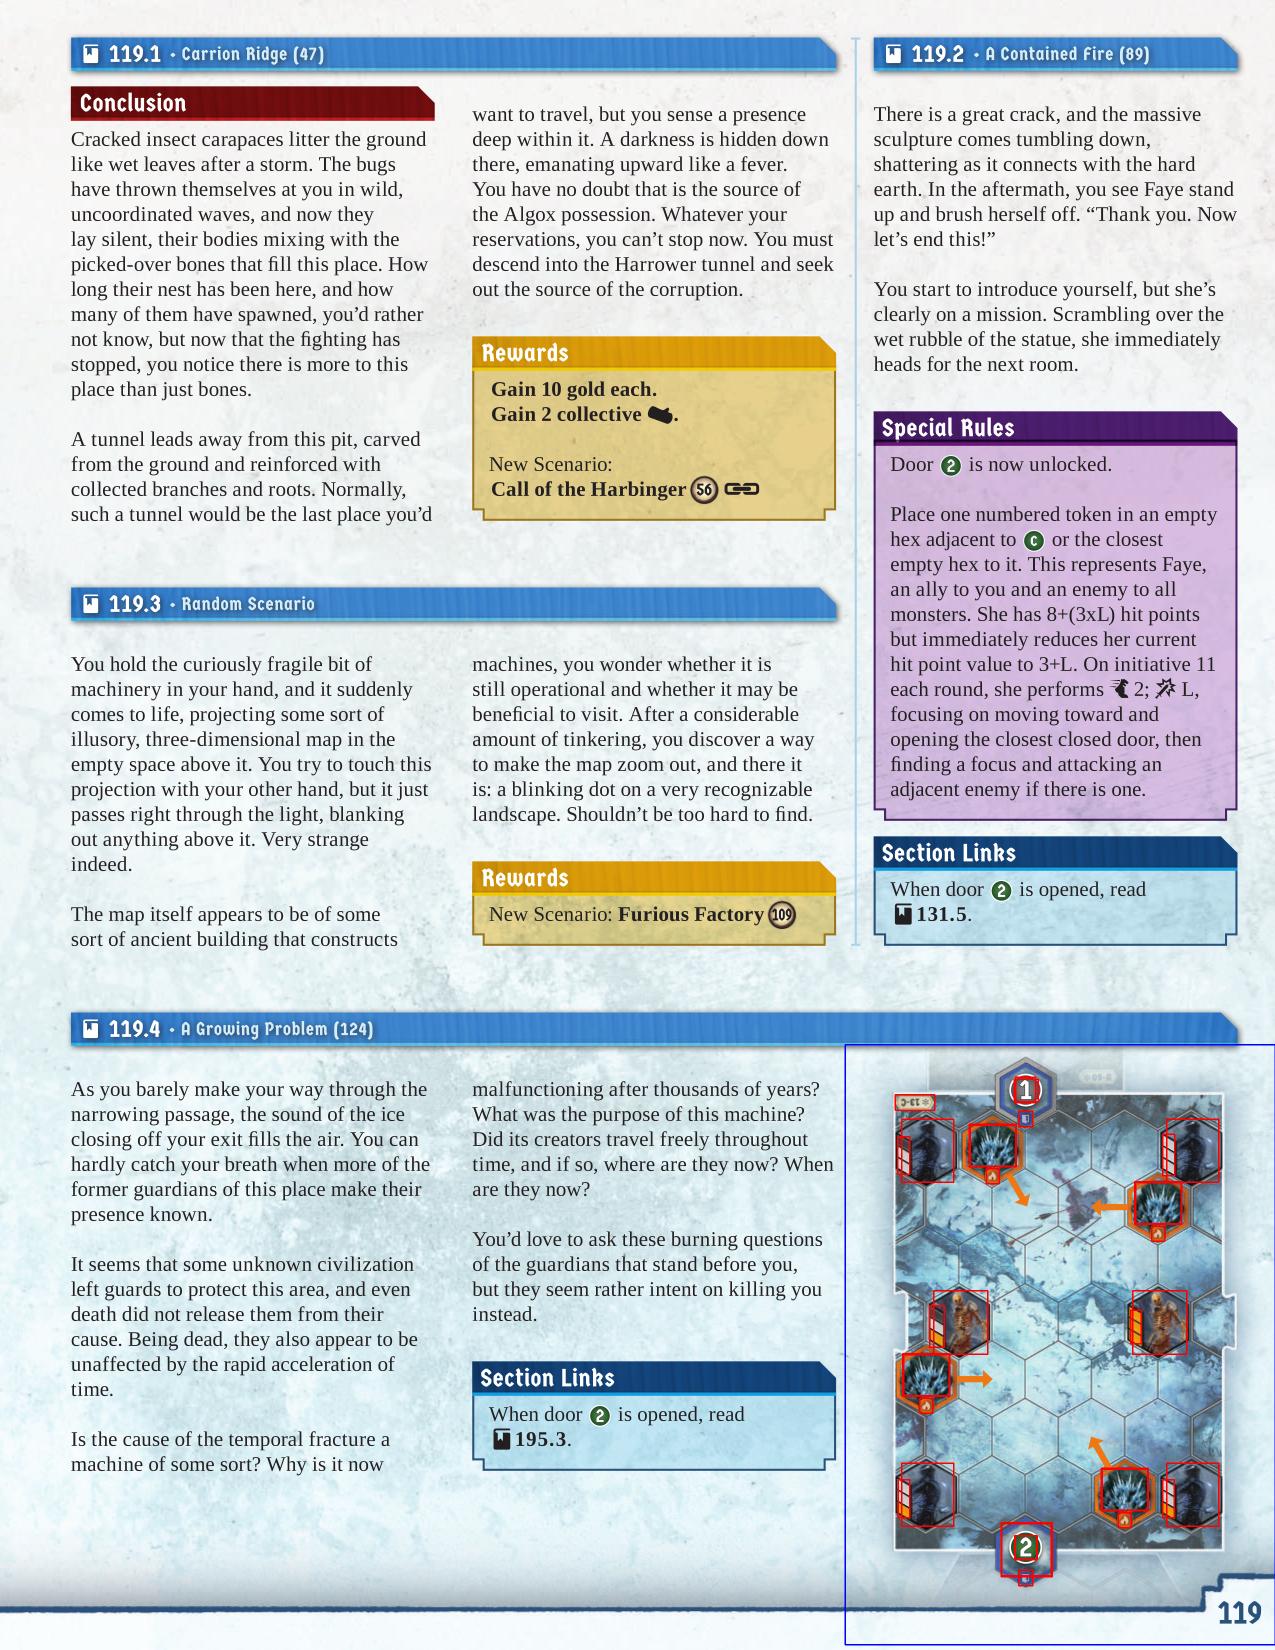 119.1 • Carrion Ridge (47)
Conclusion
Cracked insect carapaces litter the ground
like wet leaves after a storm. The bugs
have thrown themselves at you in wild,
uncoordinated waves, and now they
lay silent, their bodies mixing with the
picked-over bones that fill this place. How
long their nest has been here, and how
many of them have spawned, you’d rather
not know, but now that the fighting has
stopped, you notice there is more to this
place than just bones.
A tunnel leads away from this pit, carved
from the ground and reinforced with
collected branches and roots. Normally,
such a tunnel would be the last place you’d
want to travel, but you sense a presence
deep within it. A darkness is hidden down
there, emanating upward like a fever.
You have no doubt that is the source of
the Algox possession. Whatever your
reservations, you can’t stop now. You must
descend into the Harrower tunnel and seek
out the source of the corruption.
Rewards
Gain 10 gold each.
Gain 2 collective .
New Scenario:
Call of the Harbinger 56
119.2 • A Contained Fire (89)
There is a great crack, and the massive
sculpture comes tumbling down,
shattering as it connects with the hard
earth. In the aftermath, you see Faye stand
up and brush herself off. “Thank you. Now
let’s end this!”
You start to introduce yourself, but she’s
clearly on a mission. Scrambling over the
wet rubble of the statue, she immediately
heads for the next room.
Special Rules
Door 2 is now unlocked.
Place one numbered token in an empty
hex adjacent to C or the closest
empty hex to it. This represents Faye,
an ally to you and an enemy to all
monsters. She has 8+(3xL) hit points
but immediately reduces her current
hit point value to 3+L. On initiative 11
each round, she performs 2; L,
focusing on moving toward and
opening the closest closed door, then
finding a focus and attacking an
adjacent enemy if there is one.
Section Links
When door 2 is opened, read
131.5.
119.3 • Random Scenario
You hold the curiously fragile bit of
machinery in your hand, and it suddenly
comes to life, projecting some sort of
illusory, three-dimensional map in the
empty space above it. You try to touch this
projection with your other hand, but it just
passes right through the light, blanking
out anything above it. Very strange
indeed.
The map itself appears to be of some
sort of ancient building that constructs
machines, you wonder whether it is
still operational and whether it may be
beneficial to visit. After a considerable
amount of tinkering, you discover a way
to make the map zoom out, and there it
is: a blinking dot on a very recognizable
landscape. Shouldn’t be too hard to find.
Rewards
New Scenario: Furious Factory 109
119.4 • A Growing Problem (124)
As you barely make your way through the
narrowing passage, the sound of the ice
closing off your exit fills the air. You can
hardly catch your breath when more of the
former guardians of this place make their
presence known.
It seems that some unknown civilization
left guards to protect this area, and even
death did not release them from their
cause. Being dead, they also appear to be
unaffected by the rapid acceleration of
time.
Is the cause of the temporal fracture a
machine of some sort? Why is it now
malfunctioning after thousands of years?
What was the purpose of this machine?
Did its creators travel freely throughout
time, and if so, where are they now? When
are they now?
You’d love to ask these burning questions
of the guardians that stand before you,
but they seem rather intent on killing you
instead.
Section Links
When door 2 is opened, read
195.3.
1
13-C
2
119